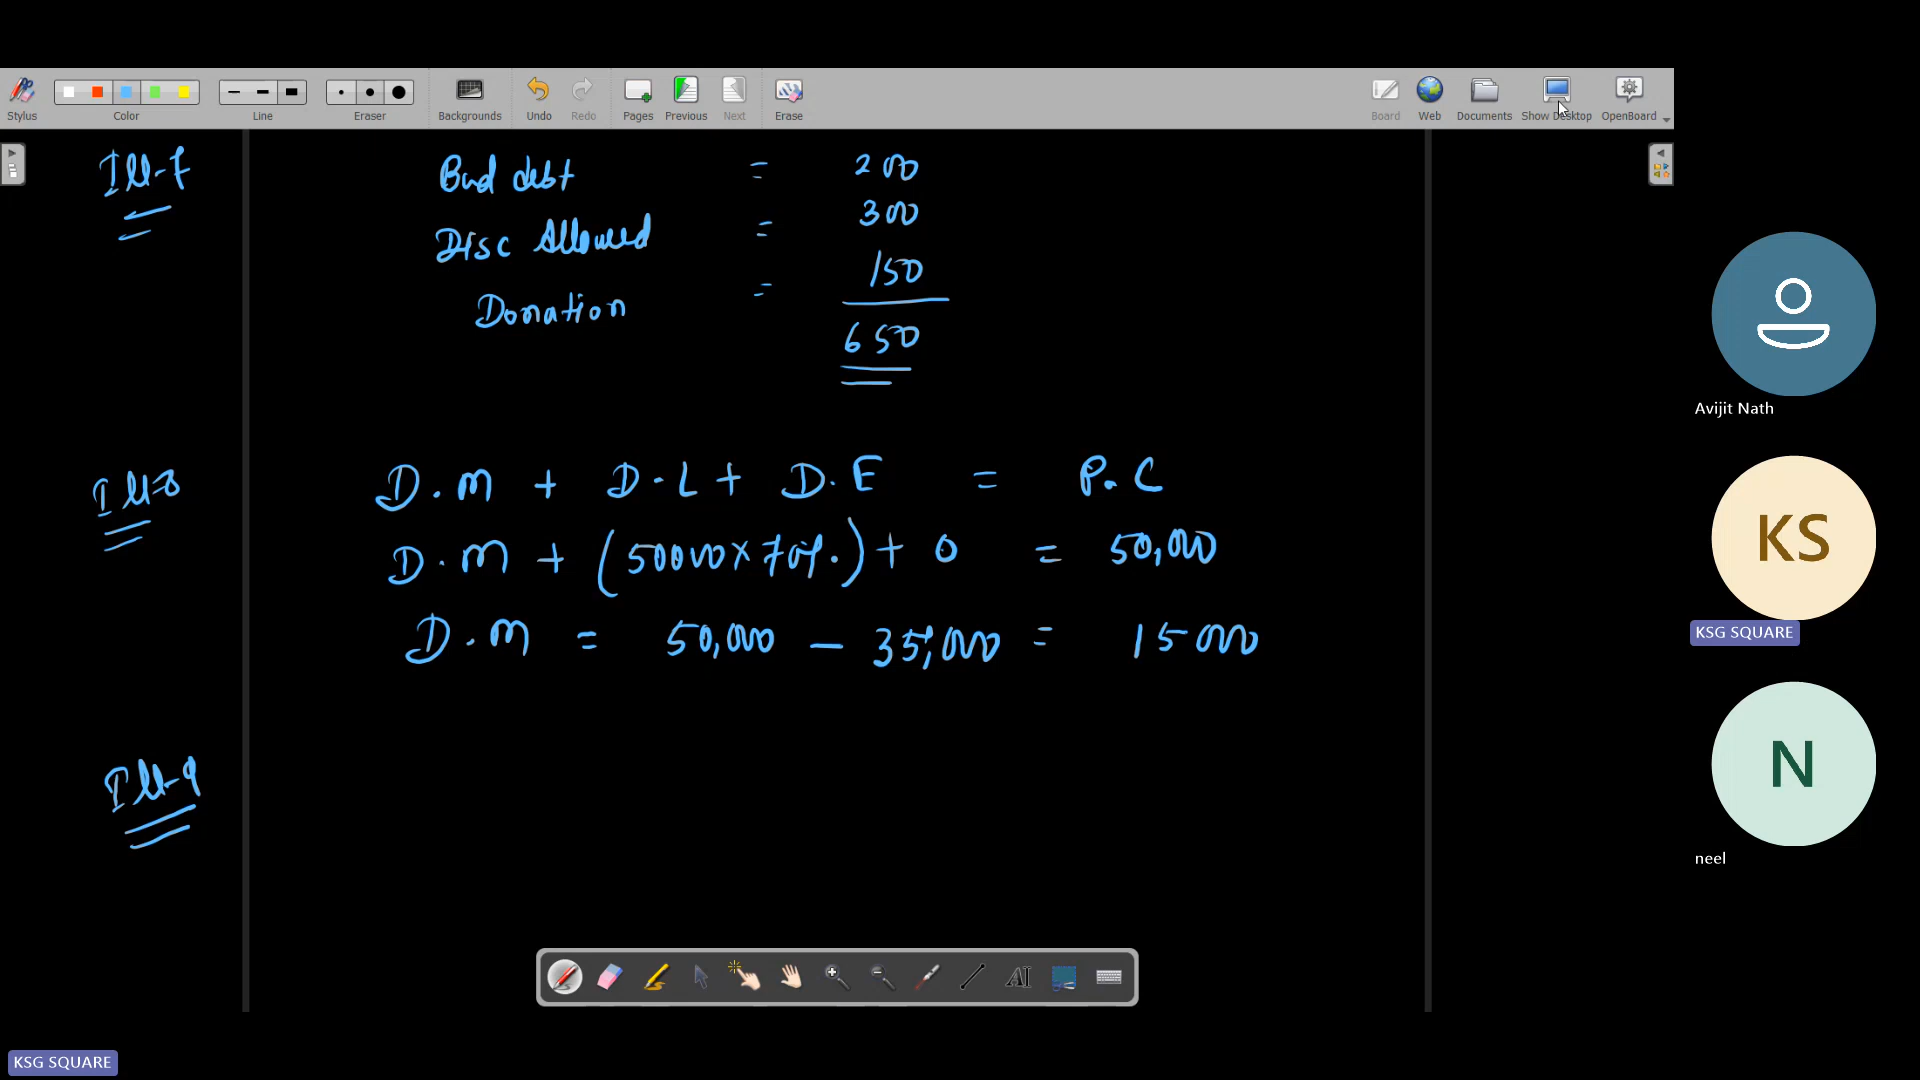 Stylus Color Line Eraser Backgrounds Undo Redo Pages Previous Next Erase Board Web Documents Show Desktop OpenBoard
Ill-7
Bad debt = 200
Disc Allowed = 300
Donation = 150
650
Ill-8
D.M + D.L + D.E = P.C
D.M + (50000 x 70%.) + 0 = 50,000
D.M = 50,000 - 35,000 = 15000
Ill-9
Avijit Nath
KS
KSG SQUARE
N
neel
AI
KSG SQUARE